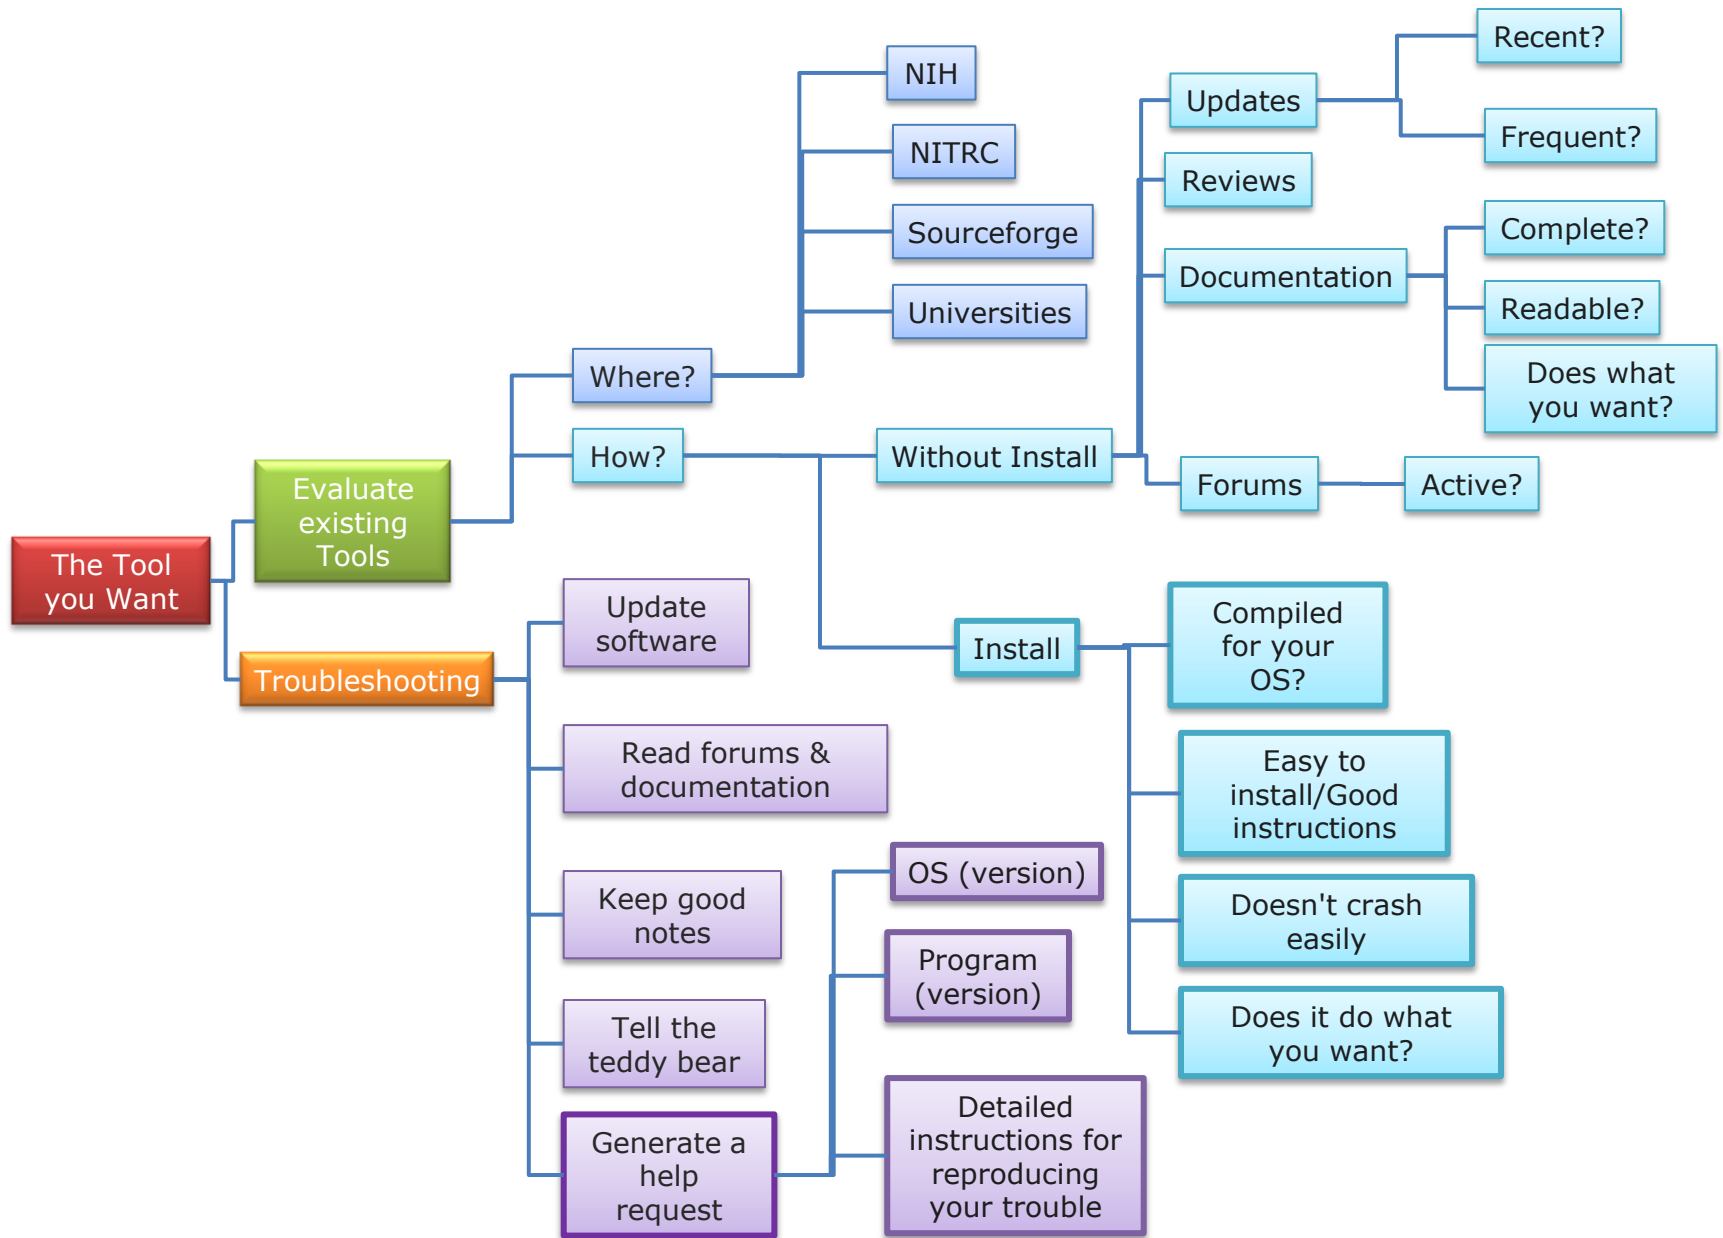 The Tool
you Want
Evaluate
existing
Tools
Where?
NIH
NITRC
Sourceforge
Universities
How?
Without Install
Updates
Recent?
Frequent?
Reviews
Documentation
Complete?
Readable?
Does what
you want?
Forums
Active?
Install
Compiled
for your
OS?
Easy to
install/Good
instructions
Doesn't crash
easily
Does it do what
you want?
Troubleshooting
Update
software
Read forums &
documentation
Keep good
notes
Tell the
teddy bear
Generate a
help
request
OS (version)
Program
(version)
Detailed
instructions for
reproducing
your trouble